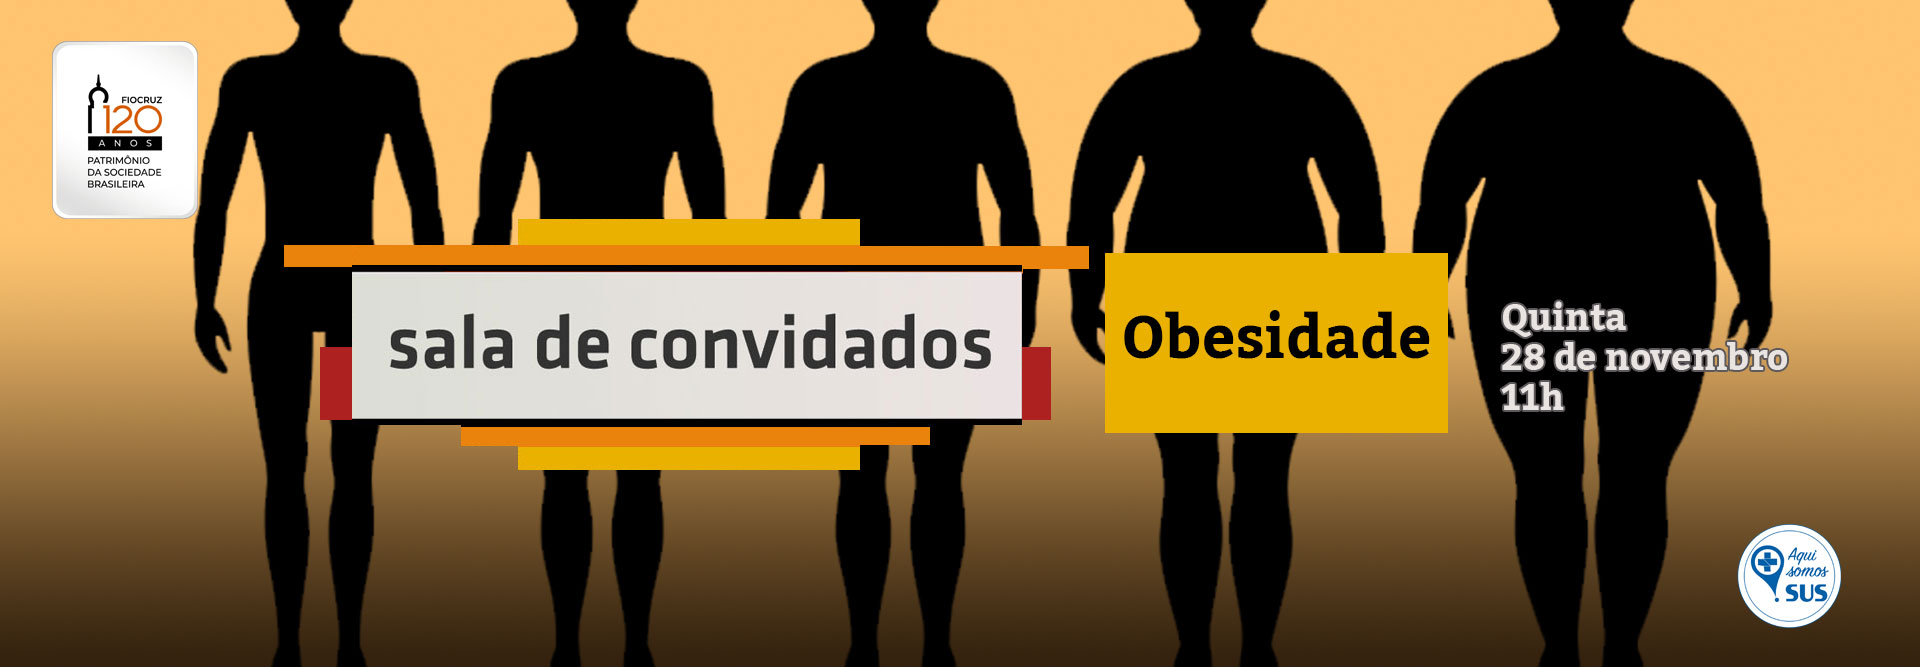 FIOCRUZ
120
ANOS
PATRIMÔNIO
DA SOCIEDADE
BRASILEIRA
sala de convidados
Obesidade
Quinta
28 de novembro
11h
Aqui
somos
SUS